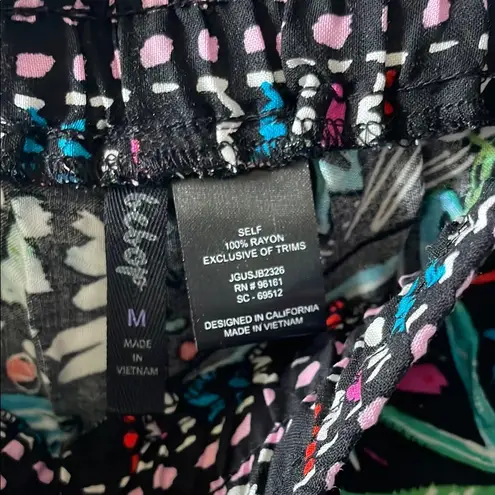 bebop
M
MADE IN
VIETNAM
SELF
100% RAYON
EXCLUSIVE OF TRIMS
JGUSJB2326
RN # 96161
SC - 69512
DESIGNED IN CALIFORNIA
MADE IN VIETNAM